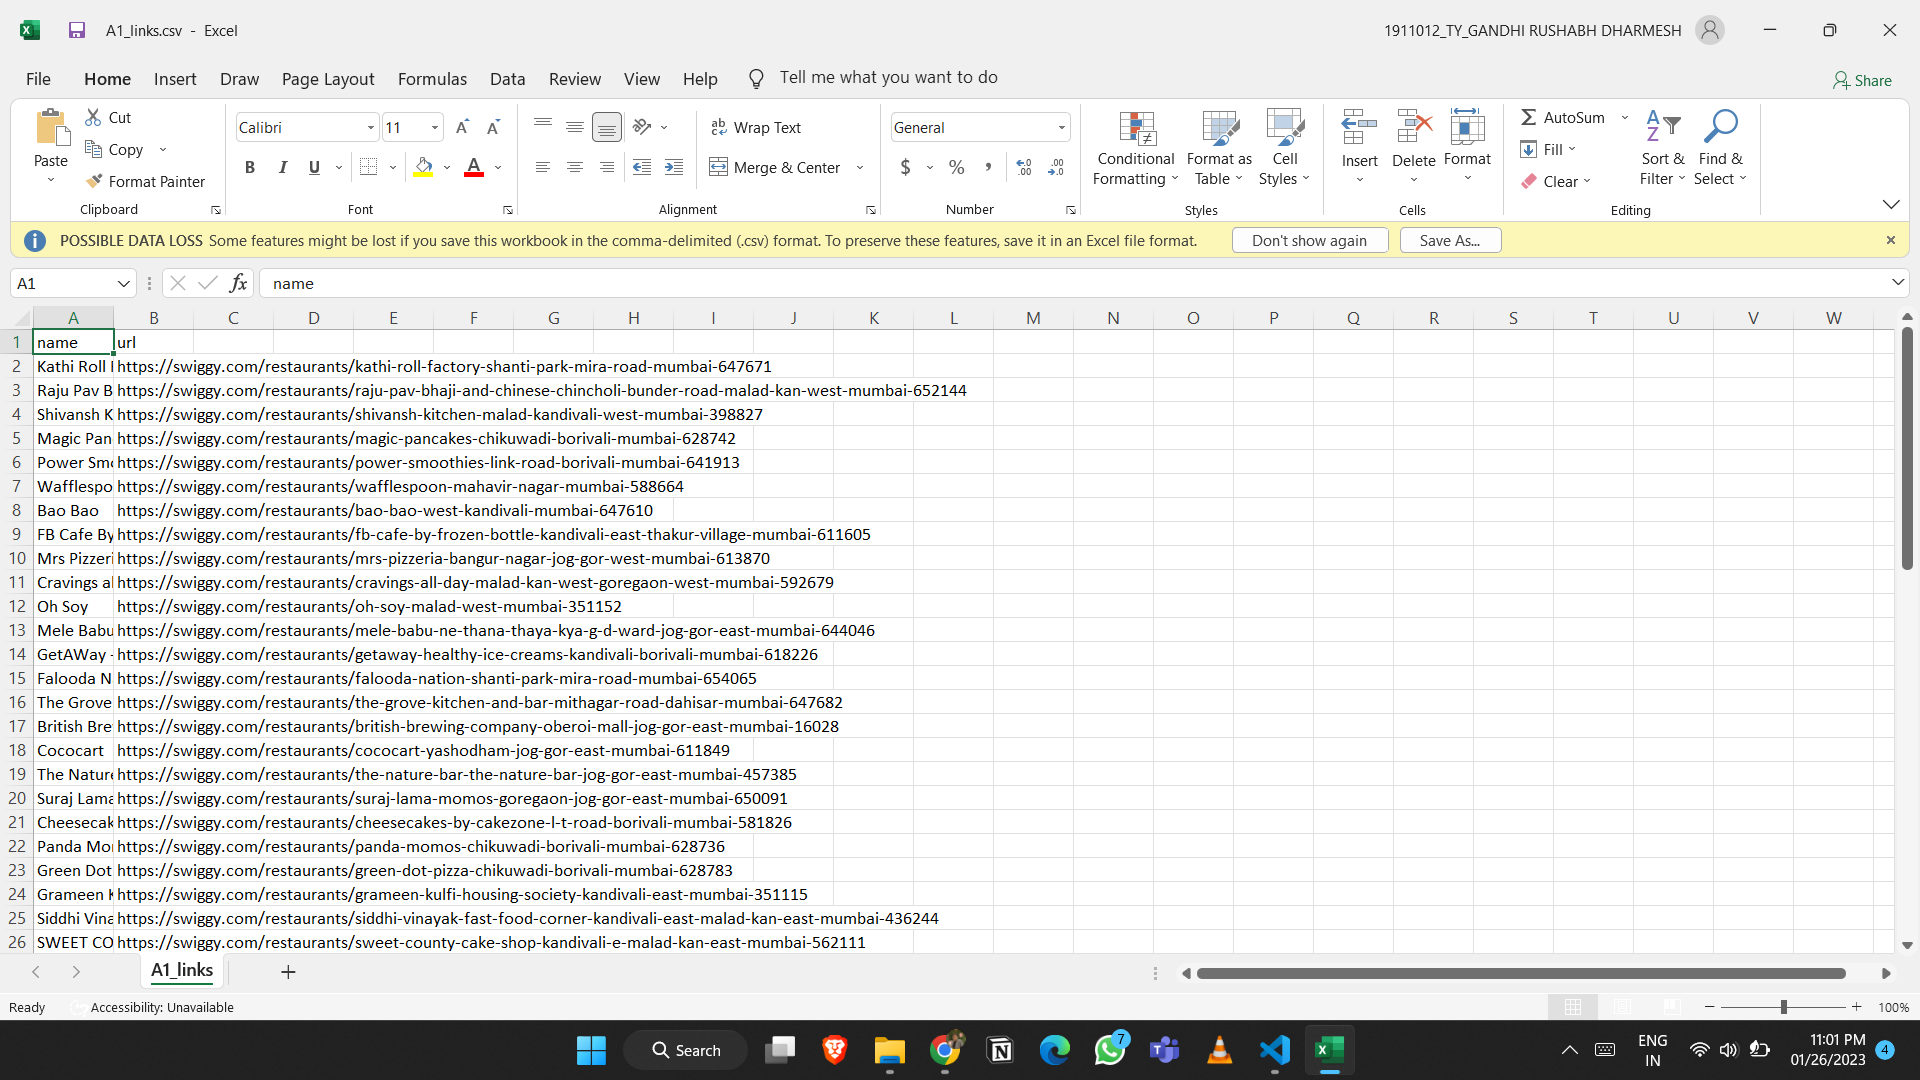 A1_links.csv - Excel
1911012_TY_GANDHI RUSHABH DHARMESH
File Home Insert Draw Page Layout Formulas Data Review View Help Tell me what you want to do Share
Paste
Cut
Copy
Format Painter
Clipboard
Calibri 11
B I U
Font
Wrap Text
Merge & Center
Alignment
General
$ % ,
Number
Conditional Formatting
Format as Table
Cell Styles
Styles
Insert Delete Format
Cells
AutoSum
Fill
Clear
Sort & Filter
Find & Select
Editing
POSSIBLE DATA LOSS Some features might be lost if you save this workbook in the comma-delimited (.csv) format. To preserve these features, save it in an Excel file format. Don't show again Save As...
A1 fx name
A B C D E F G H I J K L M N O P Q R S T U V W
1 name url
2 Kathi Roll https://swiggy.com/restaurants/kathi-roll-factory-shanti-park-mira-road-mumbai-647671
3 Raju Pav B https://swiggy.com/restaurants/raju-pav-bhaji-and-chinese-chincholi-bunder-road-malad-kan-west-mumbai-652144
4 Shivansh K https://swiggy.com/restaurants/shivansh-kitchen-malad-kandivali-west-mumbai-398827
5 Magic Pan https://swiggy.com/restaurants/magic-pancakes-chikuwadi-borivali-mumbai-628742
6 Power Smo https://swiggy.com/restaurants/power-smoothies-link-road-borivali-mumbai-641913
7 Wafflespo https://swiggy.com/restaurants/wafflespoon-mahavir-nagar-mumbai-588664
8 Bao Bao https://swiggy.com/restaurants/bao-bao-west-kandivali-mumbai-647610
9 FB Cafe By https://swiggy.com/restaurants/fb-cafe-by-frozen-bottle-kandivali-east-thakur-village-mumbai-611605
10 Mrs Pizzeri https://swiggy.com/restaurants/mrs-pizzeria-bangur-nagar-jog-gor-west-mumbai-613870
11 Cravings al https://swiggy.com/restaurants/cravings-all-day-malad-kan-west-goregaon-west-mumbai-592679
12 Oh Soy https://swiggy.com/restaurants/oh-soy-malad-west-mumbai-351152
13 Mele Babu https://swiggy.com/restaurants/mele-babu-ne-thana-thaya-kya-g-d-ward-jog-gor-east-mumbai-644046
14 GetAWay - https://swiggy.com/restaurants/getaway-healthy-ice-creams-kandivali-borivali-mumbai-618226
15 Falooda N https://swiggy.com/restaurants/falooda-nation-shanti-park-mira-road-mumbai-654065
16 The Grove https://swiggy.com/restaurants/the-grove-kitchen-and-bar-mithagar-road-dahisar-mumbai-647682
17 British Bre https://swiggy.com/restaurants/british-brewing-company-oberoi-mall-jog-gor-east-mumbai-16028
18 Cococart https://swiggy.com/restaurants/cococart-yashodham-jog-gor-east-mumbai-611849
19 The Nature https://swiggy.com/restaurants/the-nature-bar-the-nature-bar-jog-gor-east-mumbai-457385
20 Suraj Lama https://swiggy.com/restaurants/suraj-lama-momos-goregaon-jog-gor-east-mumbai-650091
21 Cheesecak https://swiggy.com/restaurants/cheesecakes-by-cakezone-l-t-road-borivali-mumbai-581826
22 Panda Mo https://swiggy.com/restaurants/panda-momos-chikuwadi-borivali-mumbai-628736
23 Green Dot https://swiggy.com/restaurants/green-dot-pizza-chikuwadi-borivali-mumbai-628783
24 Grameen K https://swiggy.com/restaurants/grameen-kulfi-housing-society-kandivali-east-mumbai-351115
25 Siddhi Vina https://swiggy.com/restaurants/siddhi-vinayak-fast-food-corner-kandivali-east-malad-kan-east-mumbai-436244
26 SWEET CO https://swiggy.com/restaurants/sweet-county-cake-shop-kandivali-e-malad-kan-east-mumbai-562111
A1_links
Ready Accessibility: Unavailable 100%
Search 7 ENG IN 11:01 PM 01/26/2023 4